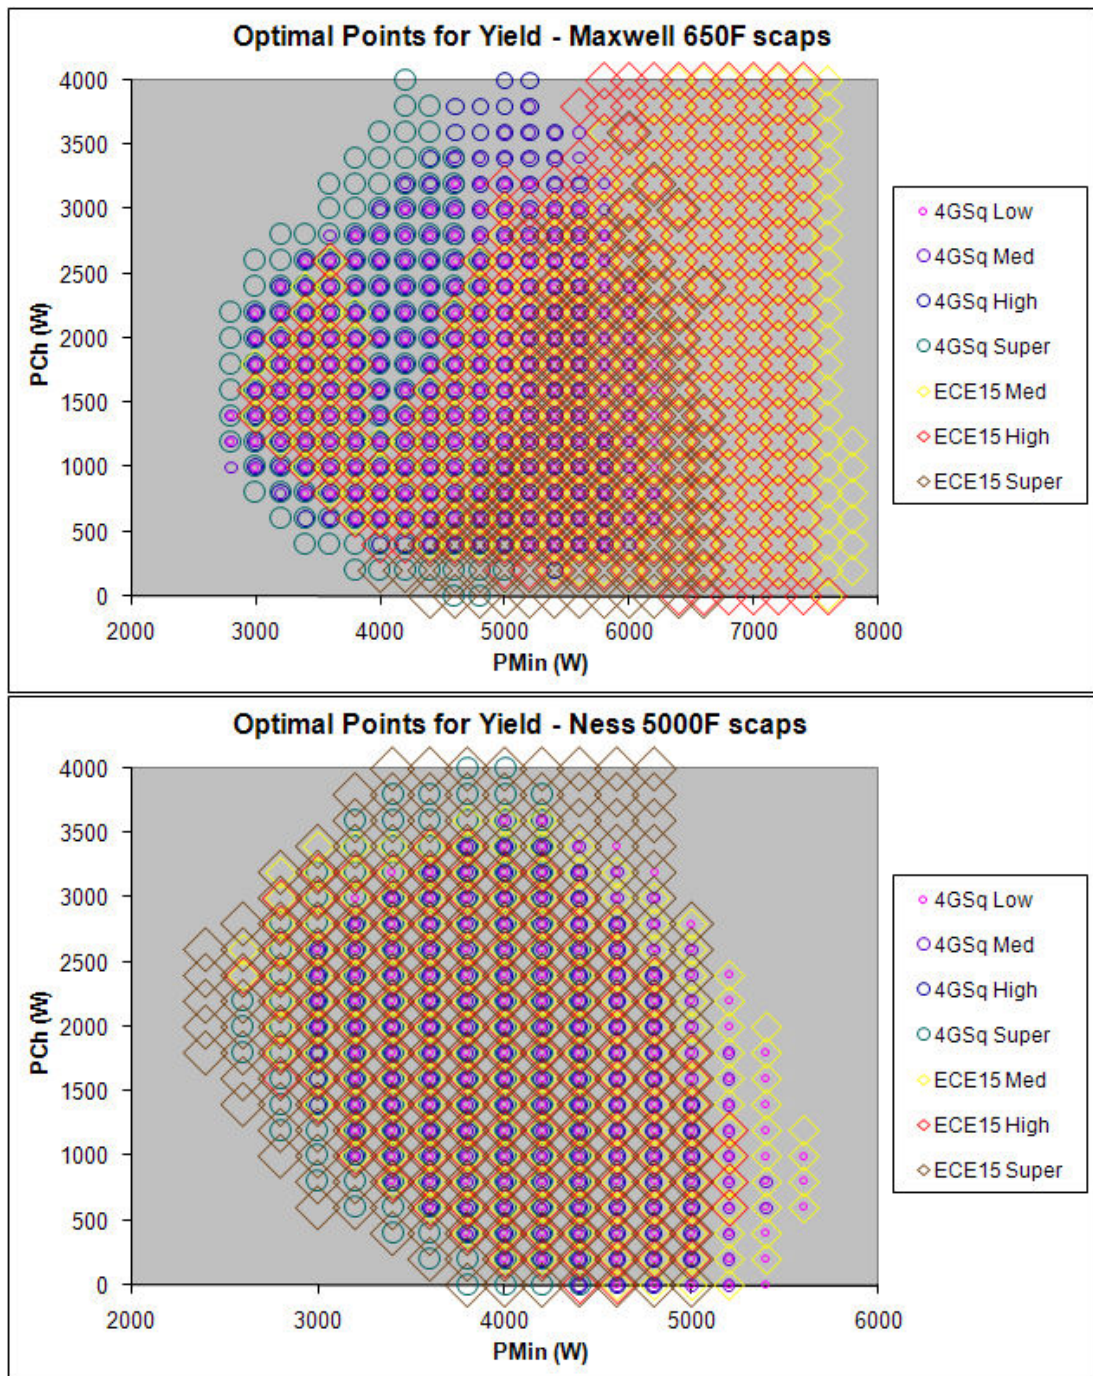 Optimal Points for Yield - Maxwell 650F scaps
4000
3500
3000
2500
2000
1500
1000
500
0
PCh (W)
2000 3000 4000 5000 6000 7000 8000
PMin (W)
4GSq Low
4GSq Med
4GSq High
4GSq Super
ECE15 Med
ECE15 High
ECE15 Super
Optimal Points for Yield - Ness 5000F scaps
4000
3500
3000
2500
2000
1500
1000
500
0
PCh (W)
2000 3000 4000 5000 6000
PMin (W)
4GSq Low
4GSq Med
4GSq High
4GSq Super
ECE15 Med
ECE15 High
ECE15 Super